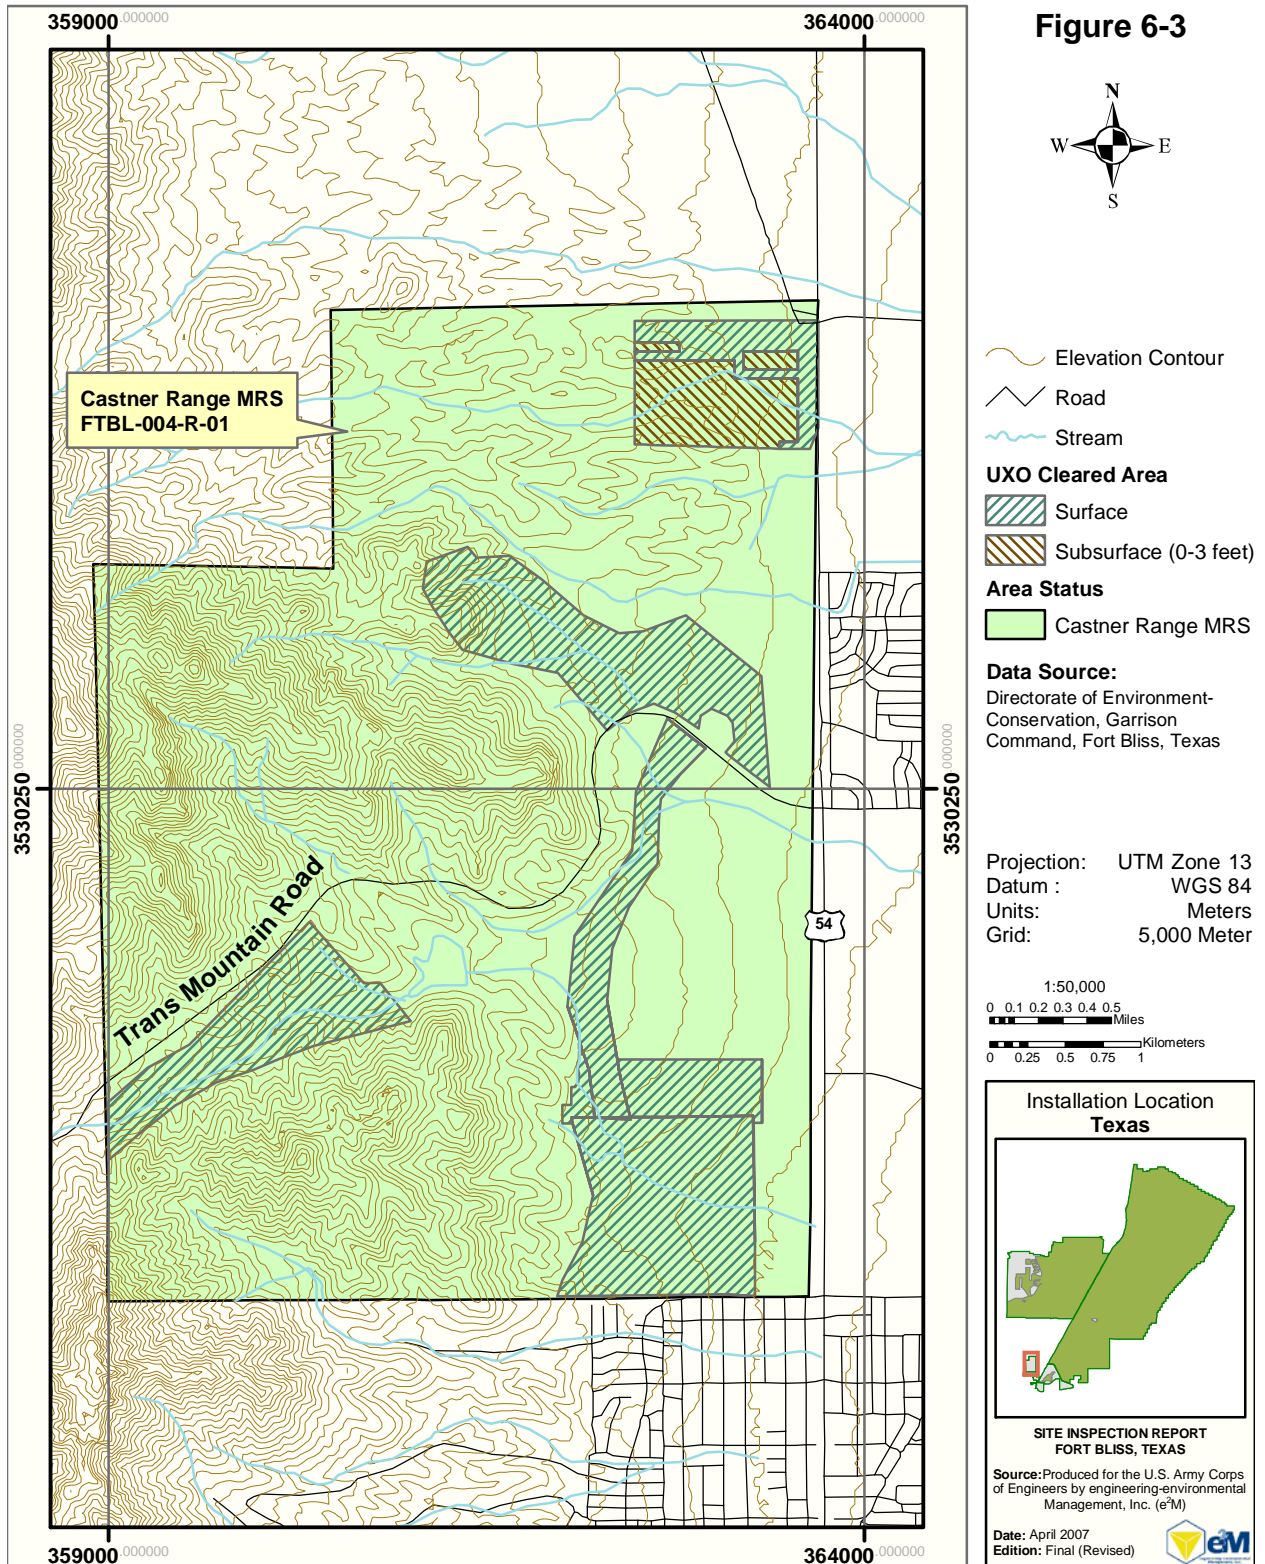 359000.000000
364000.000000
Figure 6-3
N
W
E
S
Castner Range MRS
FTBL-004-R-01
Elevation Contour
Road
Stream
UXO Cleared Area
Surface
Subsurface (0-3 feet)
Area Status
Castner Range MRS
Data Source:
Directorate of Environment-
Conservation, Garrison
Command, Fort Bliss, Texas
3530250.000000
3530250.000000
Trans Mountain Road
54
Projection: UTM Zone 13
Datum : WGS 84
Units: Meters
Grid: 5,000 Meter
1:50,000
0 0.1 0.2 0.3 0.4 0.5
Miles
Kilometers
0 0.25 0.5 0.75 1
Installation Location
Texas
SITE INSPECTION REPORT
FORT BLISS, TEXAS
Source:Produced for the U.S. Army Corps
of Engineers by engineering-environmental
Management, Inc. (e²M)
Date: April 2007
Edition: Final (Revised)
e²M
359000.000000
364000.000000